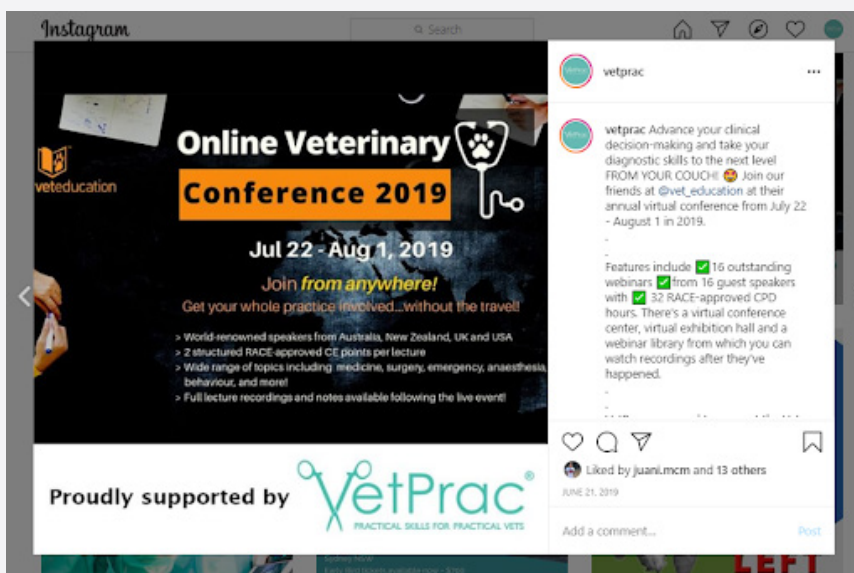 Instagram
Search
veteducation
Online Veterinary
Conference 2019
Jul 22 - Aug 1, 2019
Join from anywhere!
Get your whole practice involved...without the travel!
> World-renowned speakers from Australia, New Zealand, UK and USA
> 2 structured RACE-approved CE points per lecture
> Wide range of topics including medicine, surgery, emergency, anaesthesia,
behaviour, and more!
> Full lecture recordings and notes available following the live event!
Proudly supported by
VetPrac®
PRACTICAL SKILLS FOR PRACTICAL VETS
vetprac
vetprac Advance your clinical
decision-making and take your
diagnostic skills to the next level
FROM YOUR COUCH! 🤩 Join our
friends at @vet_education at their
annual virtual conference from July 22
- August 1 in 2019.
.
.
Features include ✅ 16 outstanding
webinars ✅ from 16 guest speakers
with ✅ 32 RACE-approved CPD
hours. There's a virtual conference
center, virtual exhibition hall and a
webinar library from which you can
watch recordings after they've
happened.
.
.
Liked by juani.mcm and 13 others
JUNE 21, 2019
Add a comment...
Post
Sydney NSW
LEFT